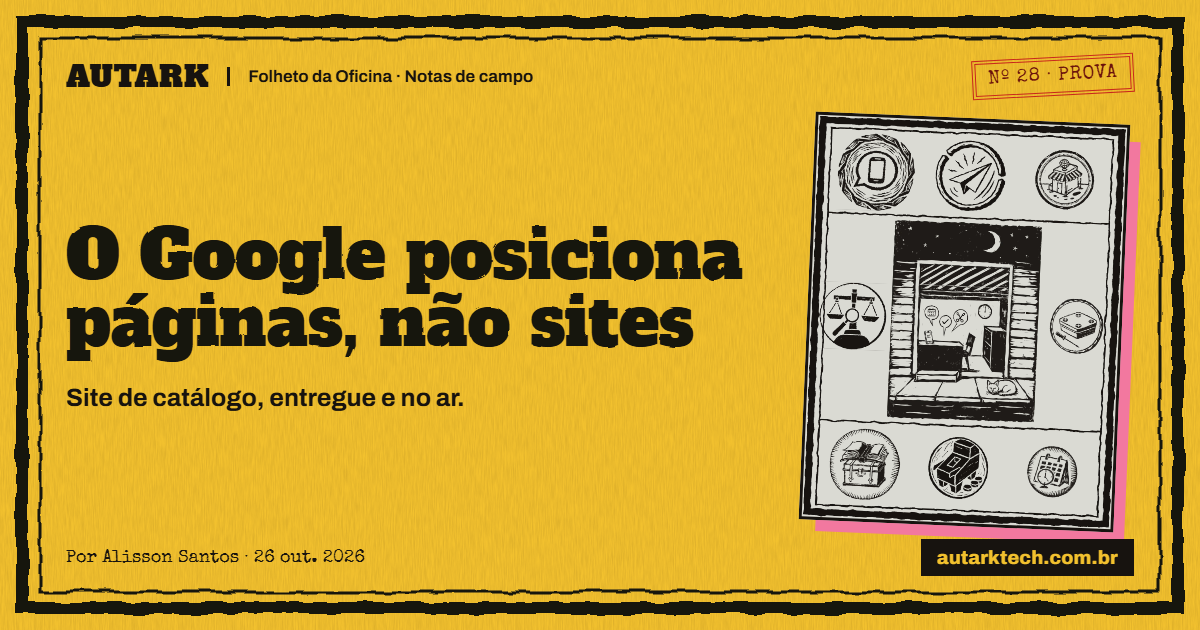 AUTARK | Folheto da Oficina · Notas de campo
Nº 28 · PROVA
O Google posiciona
páginas, não sites
Site de catálogo, entregue e no ar.
Por Alisson Santos · 26 out. 2026
autarktech.com.br